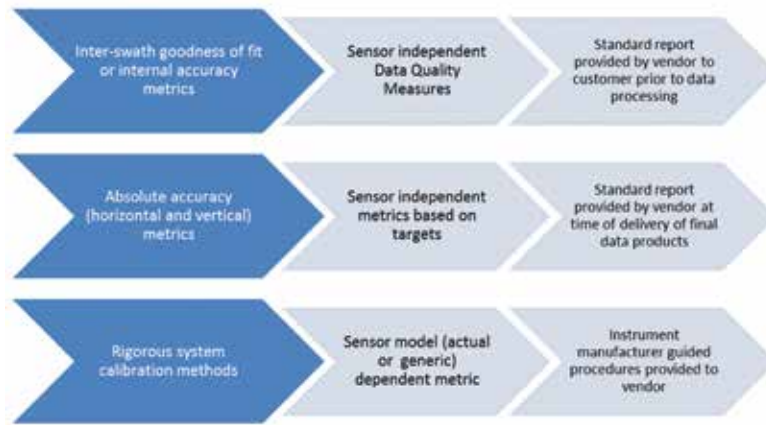 Inter-swath goodness of fit
or internal accuracy
metrics
Sensor independent
Data Quality
Measures
Standard report
provided by vendor to
customer prior to data
processing
Absolute accuracy
(horizontal and vertical)
metrics
Sensor independent
metrics based on
targets
Standard report
provided by vendor at
time of delivery of final
data products
Rigorous system
calibration methods
Sensor model (actual
or generic)
dependent metric
Instrument
manufacturer guided
procedures provided to
vendor